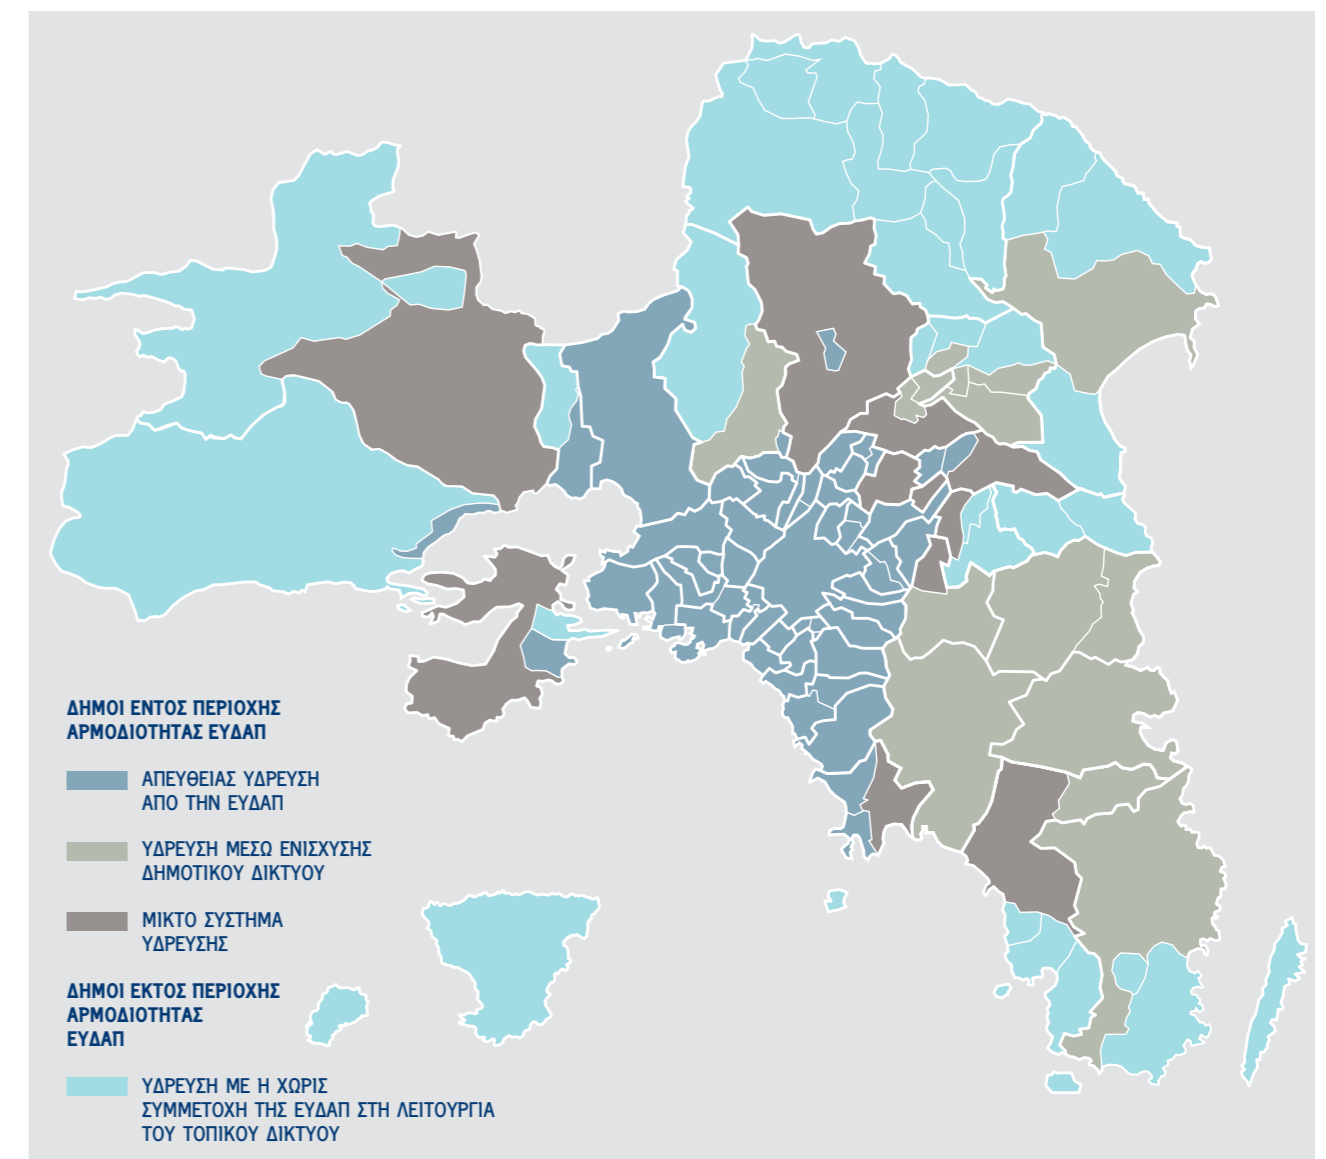 ΔΗΜΟΙ ΕΝΤΟΣ ΠΕΡΙΟΧΗΣ
ΑΡΜΟΔΙΟΤΗΤΑΣ ΕΥΔΑΠ
ΑΠΕΥΘΕΙΑΣ ΥΔΡΕΥΣΗ
ΑΠΟ ΤΗΝ ΕΥΔΑΠ
ΥΔΡΕΥΣΗ ΜΕΣΩ ΕΝΙΣΧΥΣΗΣ
ΔΗΜΟΤΙΚΟΥ ΔΙΚΤΥΟΥ
ΜΙΚΤΟ ΣΥΣΤΗΜΑ
ΥΔΡΕΥΣΗΣ
ΔΗΜΟΙ ΕΚΤΟΣ ΠΕΡΙΟΧΗΣ
ΑΡΜΟΔΙΟΤΗΤΑΣ
ΕΥΔΑΠ
ΥΔΡΕΥΣΗ ΜΕ Η ΧΩΡΙΣ
ΣΥΜΜΕΤΟΧΗ ΤΗΣ ΕΥΔΑΠ ΣΤΗ ΛΕΙΤΟΥΡΓΙΑ
ΤΟΥ ΤΟΠΙΚΟΥ ΔΙΚΤΥΟΥ